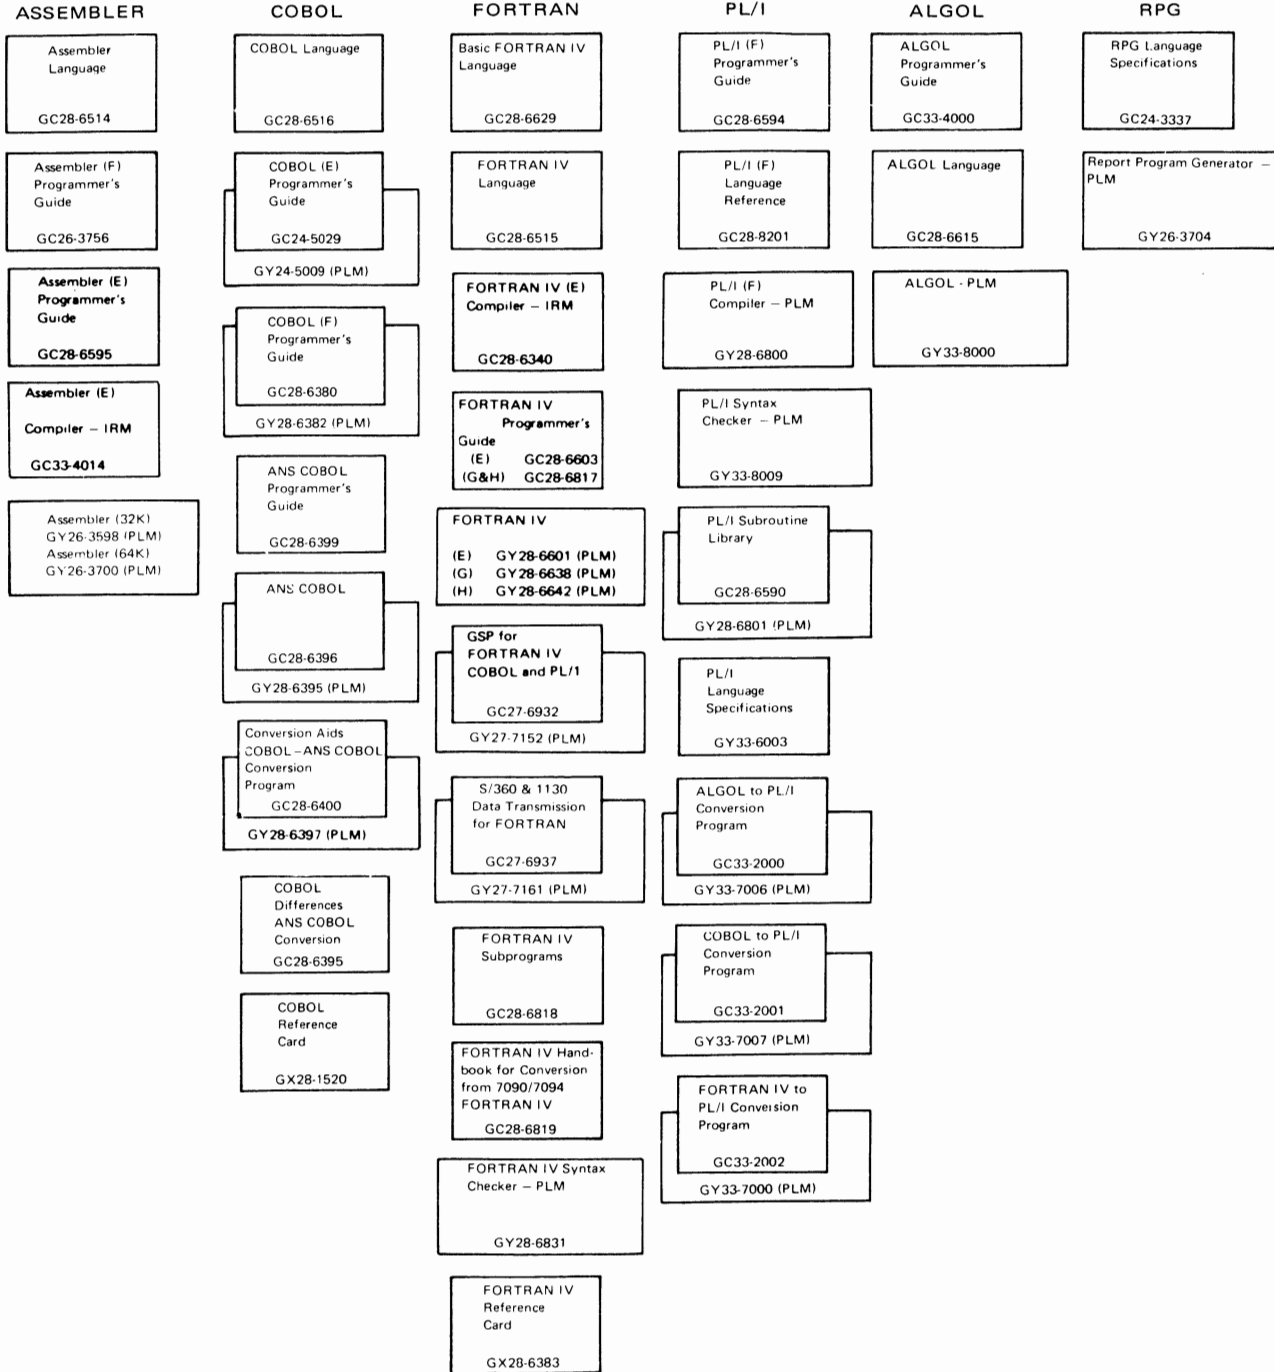 ASSEMBLER
Assembler
Language
GC28-6514
Assembler (F)
Programmer's
Guide
GC26-3756
Assembler (E)
Programmer's
Guide
GC28-6595
Assembler (E)
Compiler – IRM
GC33-4014
Assembler (32K)
GY26-3598 (PLM)
Assembler (64K)
GY26-3700 (PLM)
COBOL
COBOL Language
GC28-6516
COBOL (E)
Programmer's
Guide
GC24-5029
GY24-5009 (PLM)
COBOL (F)
Programmer's
Guide
GC28-6380
GY28-6382 (PLM)
ANS COBOL
Programmer's
Guide
GC28-6399
ANS COBOL
GC28-6396
GY28-6395 (PLM)
Conversion Aids
COBOL – ANS COBOL
Conversion
Program
GC28-6400
GY28-6397 (PLM)
COBOL
Differences
ANS COBOL
Conversion
GC28-6395
COBOL
Reference
Card
GX28-1520
FORTRAN
Basic FORTRAN IV
Language
GC28-6629
FORTRAN IV
Language
GC28-6515
FORTRAN IV (E)
Compiler – IRM
GC28-6340
FORTRAN IV
Programmer's
Guide
(E) GC28-6603
(G&H) GC28-6817
FORTRAN IV
(E) GY28-6601 (PLM)
(G) GY28-6638 (PLM)
(H) GY28-6642 (PLM)
GSP for
FORTRAN IV
COBOL and PL/1
GC27-6932
GY27-7152 (PLM)
S/360 & 1130
Data Transmission
for FORTRAN
GC27-6937
GY27-7161 (PLM)
FORTRAN IV
Subprograms
GC28-6818
FORTRAN IV Hand-
book for Conversion
from 7090/7094
FORTRAN IV
GC28-6819
FORTRAN IV Syntax
Checker – PLM
GY28-6831
FORTRAN IV
Reference
Card
GX28-6383
PL/I
PL/I (F)
Programmer's
Guide
GC28-6594
PL/I (F)
Language
Reference
GC28-8201
PL/I (F)
Compiler – PLM
GY28-6800
PL/I Syntax
Checker – PLM
GY33-8009
PL/I Subroutine
Library
GC28-6590
GY28-6801 (PLM)
PL/I
Language
Specifications
GY33-6003
ALGOL to PL/I
Conversion
Program
GC33-2000
GY33-7006 (PLM)
COBOL to PL/I
Conversion
Program
GC33-2001
GY33-7007 (PLM)
FORTRAN IV to
PL/I Conversion
Program
GC33-2002
GY33-7000 (PLM)
ALGOL
ALGOL
Programmer's
Guide
GC33-4000
ALGOL Language
GC28-6615
ALGOL - PLM
GY33-8000
RPG
RPG Language
Specifications
GC24-3337
Report Program Generator –
PLM
GY26-3704